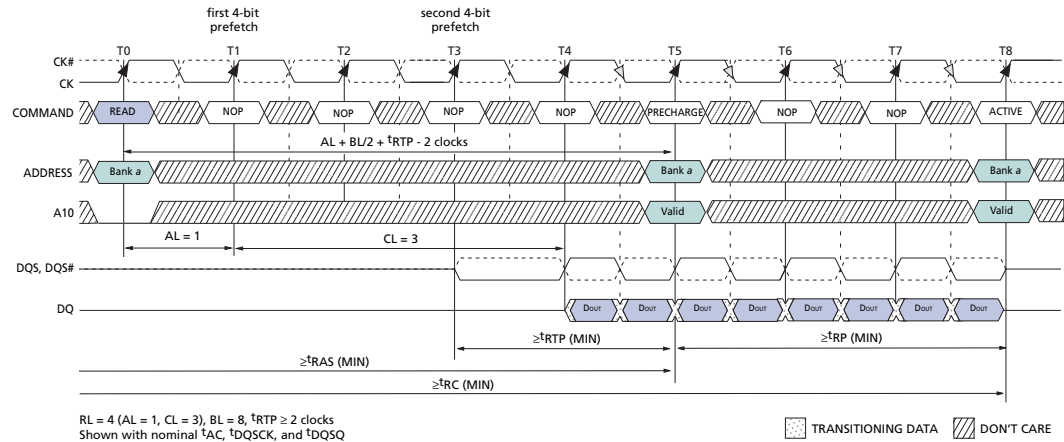 first 4-bit prefetch
second 4-bit prefetch
T0 T1 T2 T3 T4 T5 T6 T7 T8
CK#
CK
COMMAND READ NOP NOP NOP NOP PRECHARGE NOP NOP ACTIVE
AL + BL/2 + tRTP - 2 clocks
ADDRESS Bank a Bank a Bank a
A10 Valid Valid
AL = 1 CL = 3
DQS, DQS#
DQ DOUT DOUT DOUT DOUT DOUT DOUT DOUT DOUT
≥tRTP (MIN) ≥tRP (MIN)
≥tRAS (MIN)
≥tRC (MIN)
RL = 4 (AL = 1, CL = 3), BL = 8, tRTP ≥ 2 clocks
Shown with nominal tAC, tDQSCK, and tDQSQ
TRANSITIONING DATA DON'T CARE